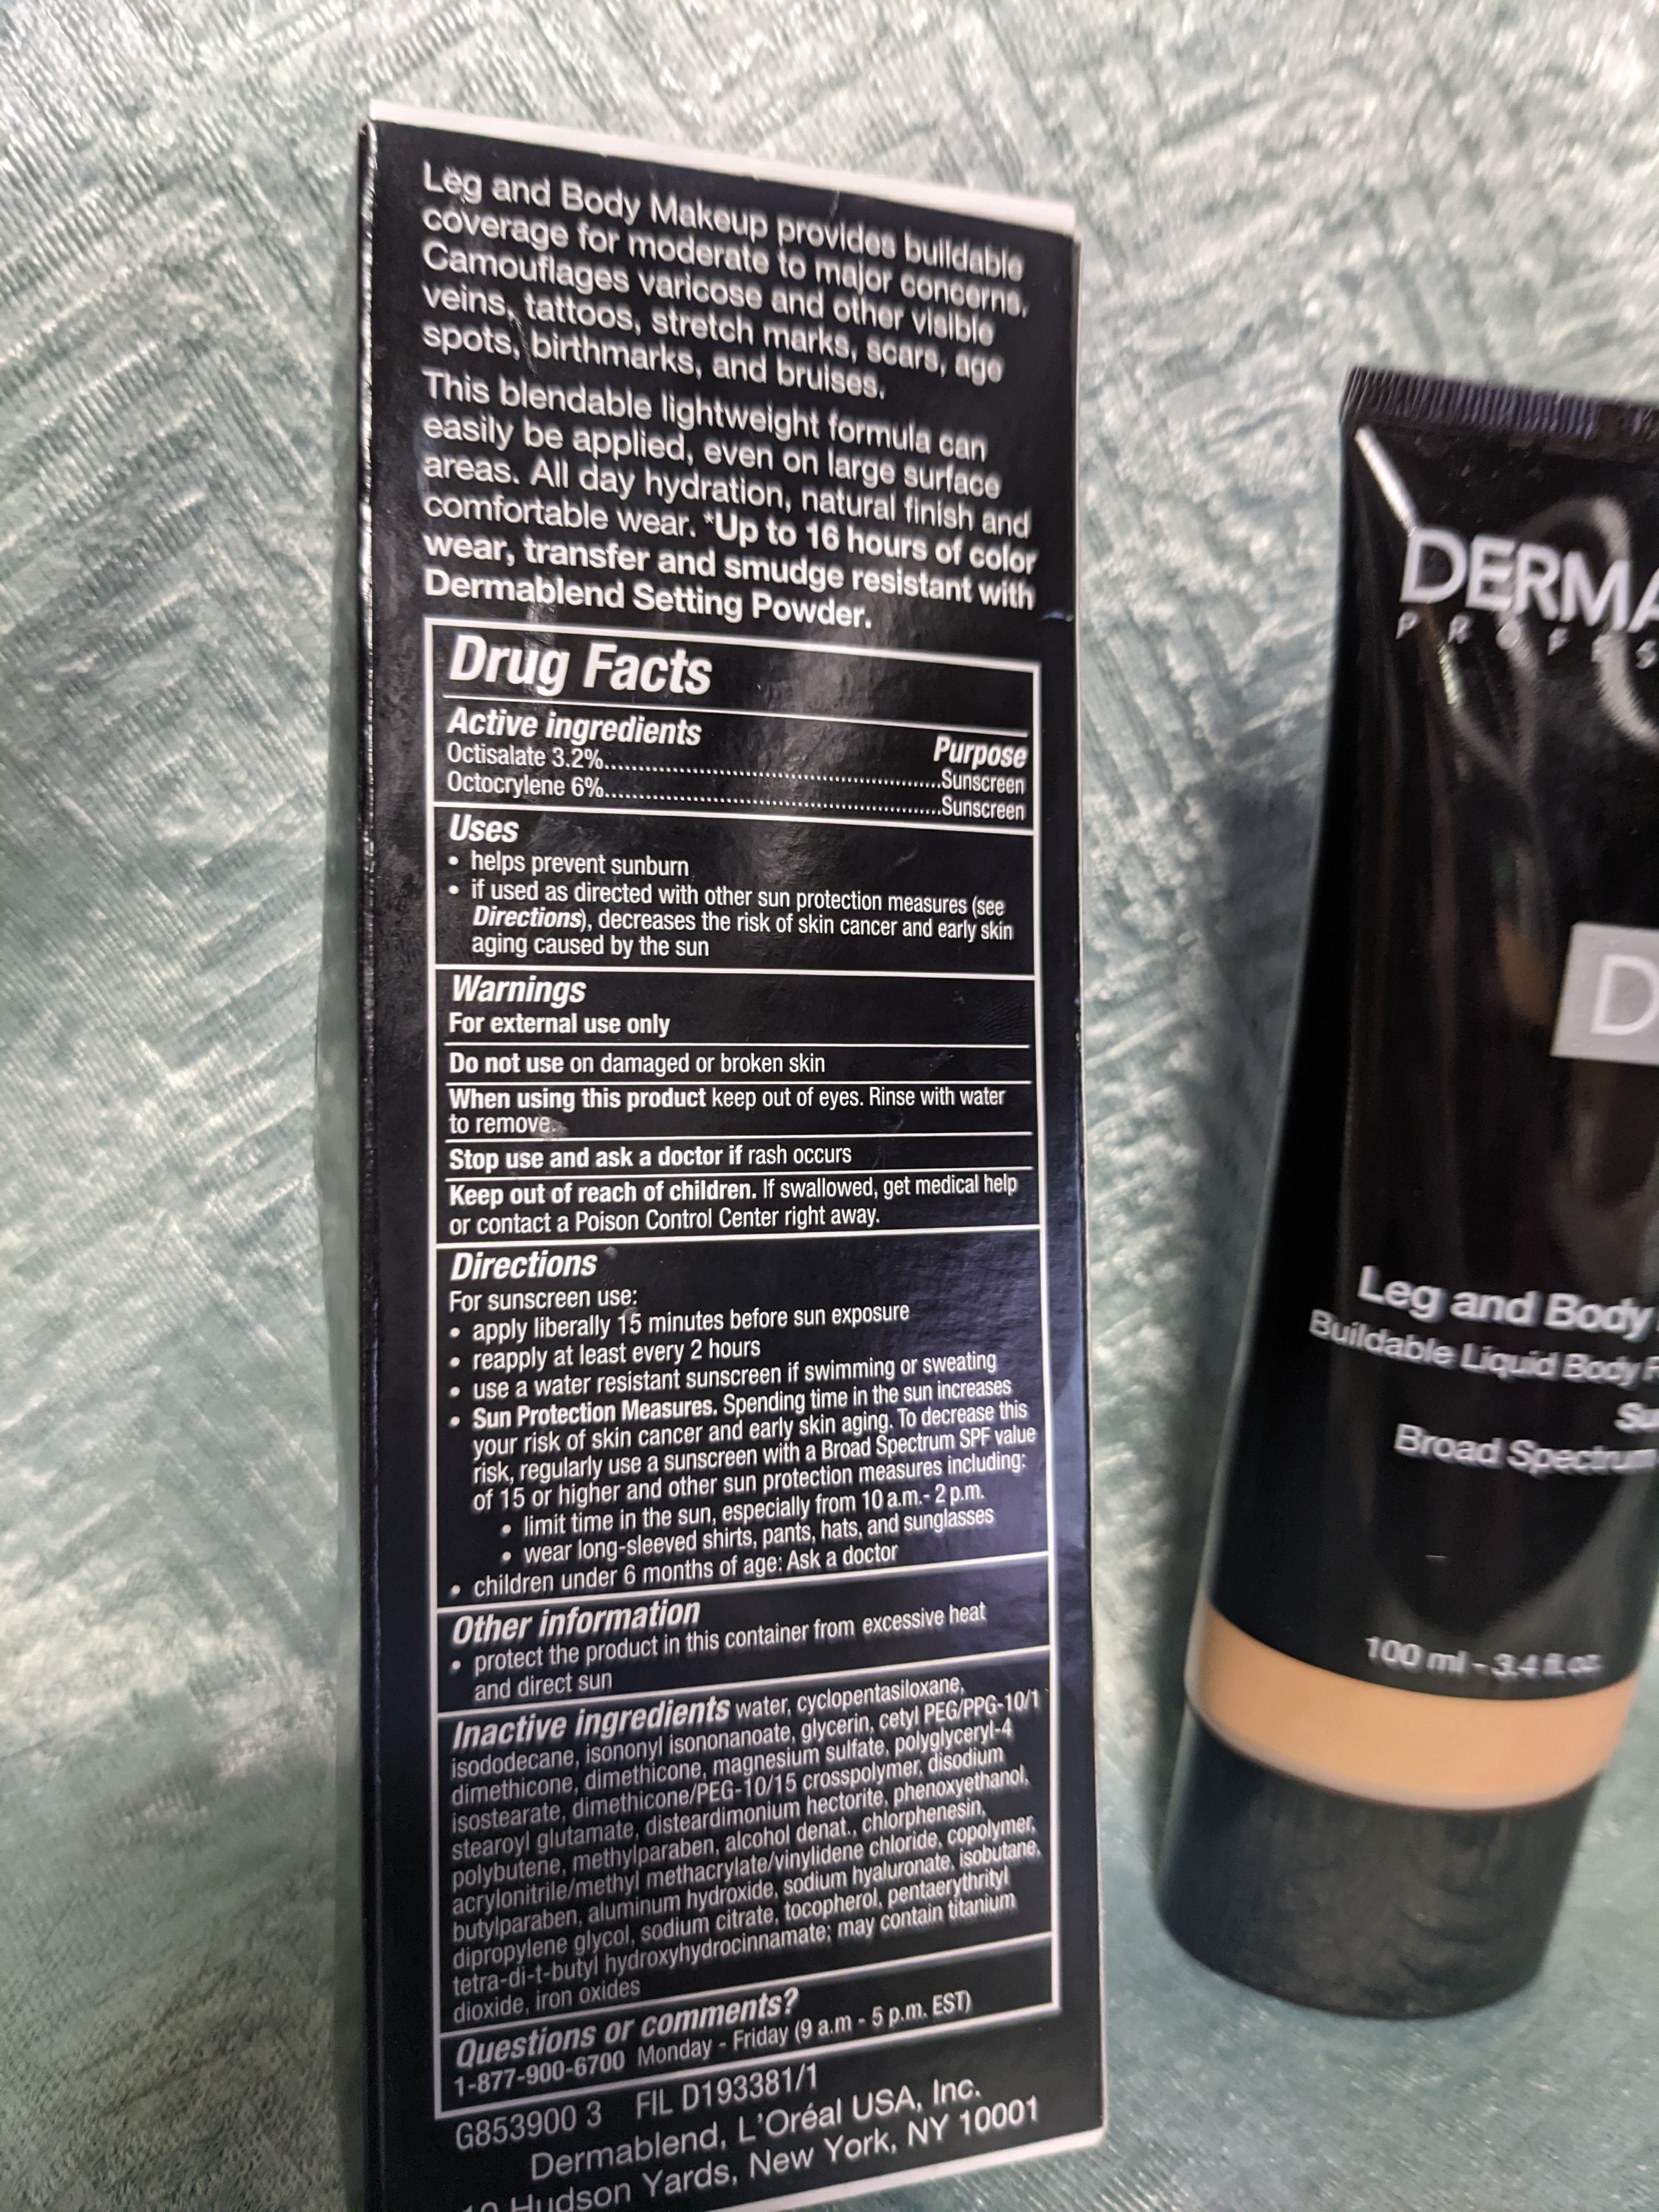 Leg and Body Makeup provides buildable
coverage for moderate to major concerns.
Camouflages varicose and other visible
veins, tattoos, stretch marks, scars, age
spots, birthmarks, and bruises.
This blendable lightweight formula can
easily be applied, even on large surface
areas. All day hydration, natural finish and
comfortable wear. *Up to 16 hours of color
wear, transfer and smudge resistant with
Dermablend Setting Powder.
Drug Facts
Active ingredients Purpose
Octisalate 3.2%..........Sunscreen
Octocrylene 6%..........Sunscreen
Uses
• helps prevent sunburn
• if used as directed with other sun protection measures (see
Directions), decreases the risk of skin cancer and early skin
aging caused by the sun
Warnings
For external use only
Do not use on damaged or broken skin
When using this product keep out of eyes. Rinse with water
to remove.
Stop use and ask a doctor if rash occurs
Keep out of reach of children. If swallowed, get medical help
or contact a Poison Control Center right away.
Directions
For sunscreen use:
• apply liberally 15 minutes before sun exposure
• reapply at least every 2 hours
• use a water resistant sunscreen if swimming or sweating
• Sun Protection Measures. Spending time in the sun increases
your risk of skin cancer and early skin aging. To decrease this
risk, regularly use a sunscreen with a Broad Spectrum SPF value
of 15 or higher and other sun protection measures including:
• limit time in the sun, especially from 10 a.m.- 2 p.m.
• wear long-sleeved shirts, pants, hats, and sunglasses
• children under 6 months of age: Ask a doctor
Other information
• protect the product in this container from excessive heat
and direct sun
Inactive ingredients water, cyclopentasiloxane,
isododecane, isononyl isononanoate, glycerin, cetyl PEG/PPG-10/1
dimethicone, dimethicone, magnesium sulfate, polyglyceryl-4
isostearate, dimethicone/PEG-10/15 crosspolymer, disodium
stearoyl glutamate, disteardimonium hectorite, phenoxyethanol,
polybutene, methylparaben, alcohol denat., chlorphenesin,
acrylonitrile/methyl methacrylate/vinylidene chloride, copolymer,
butylparaben, aluminum hydroxide, sodium hyaluronate, isobutane,
dipropylene glycol, sodium citrate, tocopherol, pentaerythrityl
tetra-di-t-butyl hydroxyhydrocinnamate; may contain titanium
dioxide, iron oxides
Questions or comments?
1-877-900-6700 Monday - Friday (9 a.m - 5 p.m. EST)
G853900 3 FIL D193381/1
Dermablend, L'Oréal USA, Inc.
10 Hudson Yards, New York, NY 10001
DERMA
PROFES
D
Leg and Body
Buildable Liquid Body F
Su
Broad Spectrum
100 ml - 3.4 fl. oz.